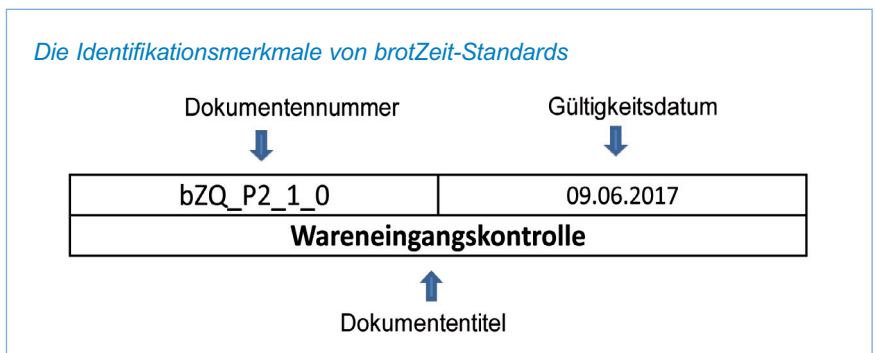 Die Identifikationsmerkmale von brotZeit-Standards
Dokumentennummer Gültigkeitsdatum
bZQ_P2_1_0 09.06.2017
Wareneingangskontrolle
Dokumententitel